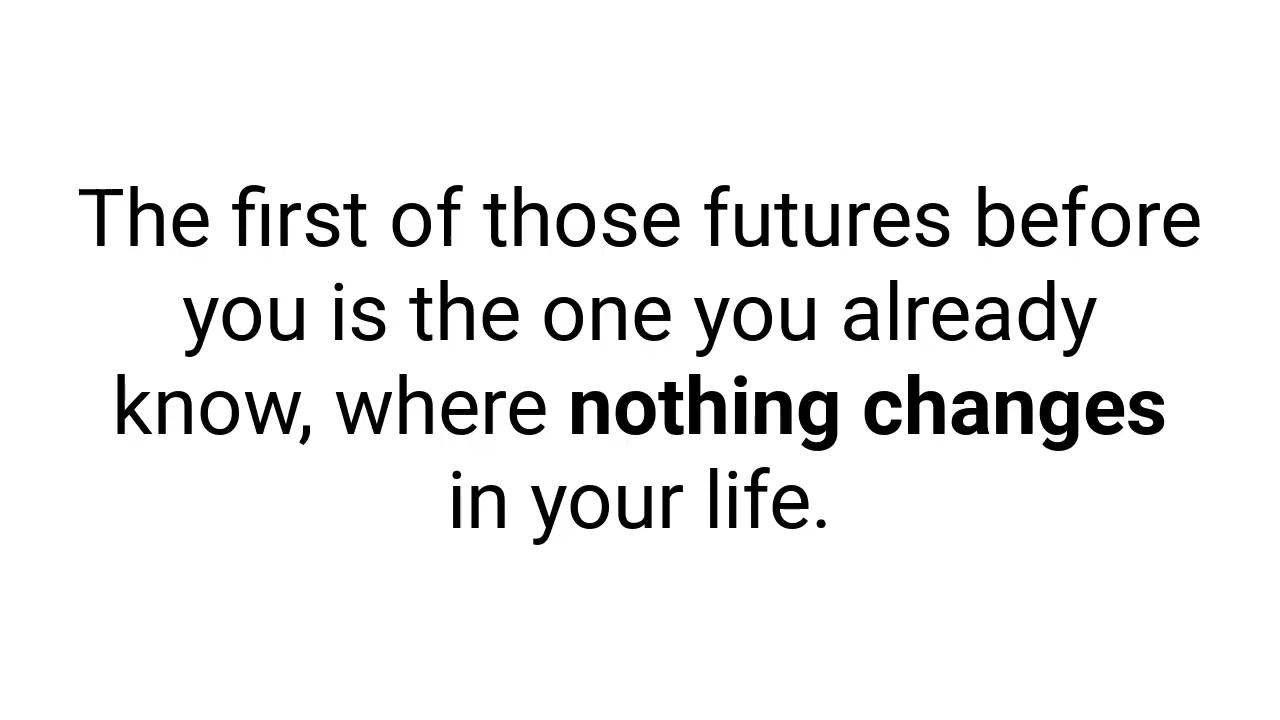 The first of those futures before
you is the one you already
know, where nothing changes
in your life.